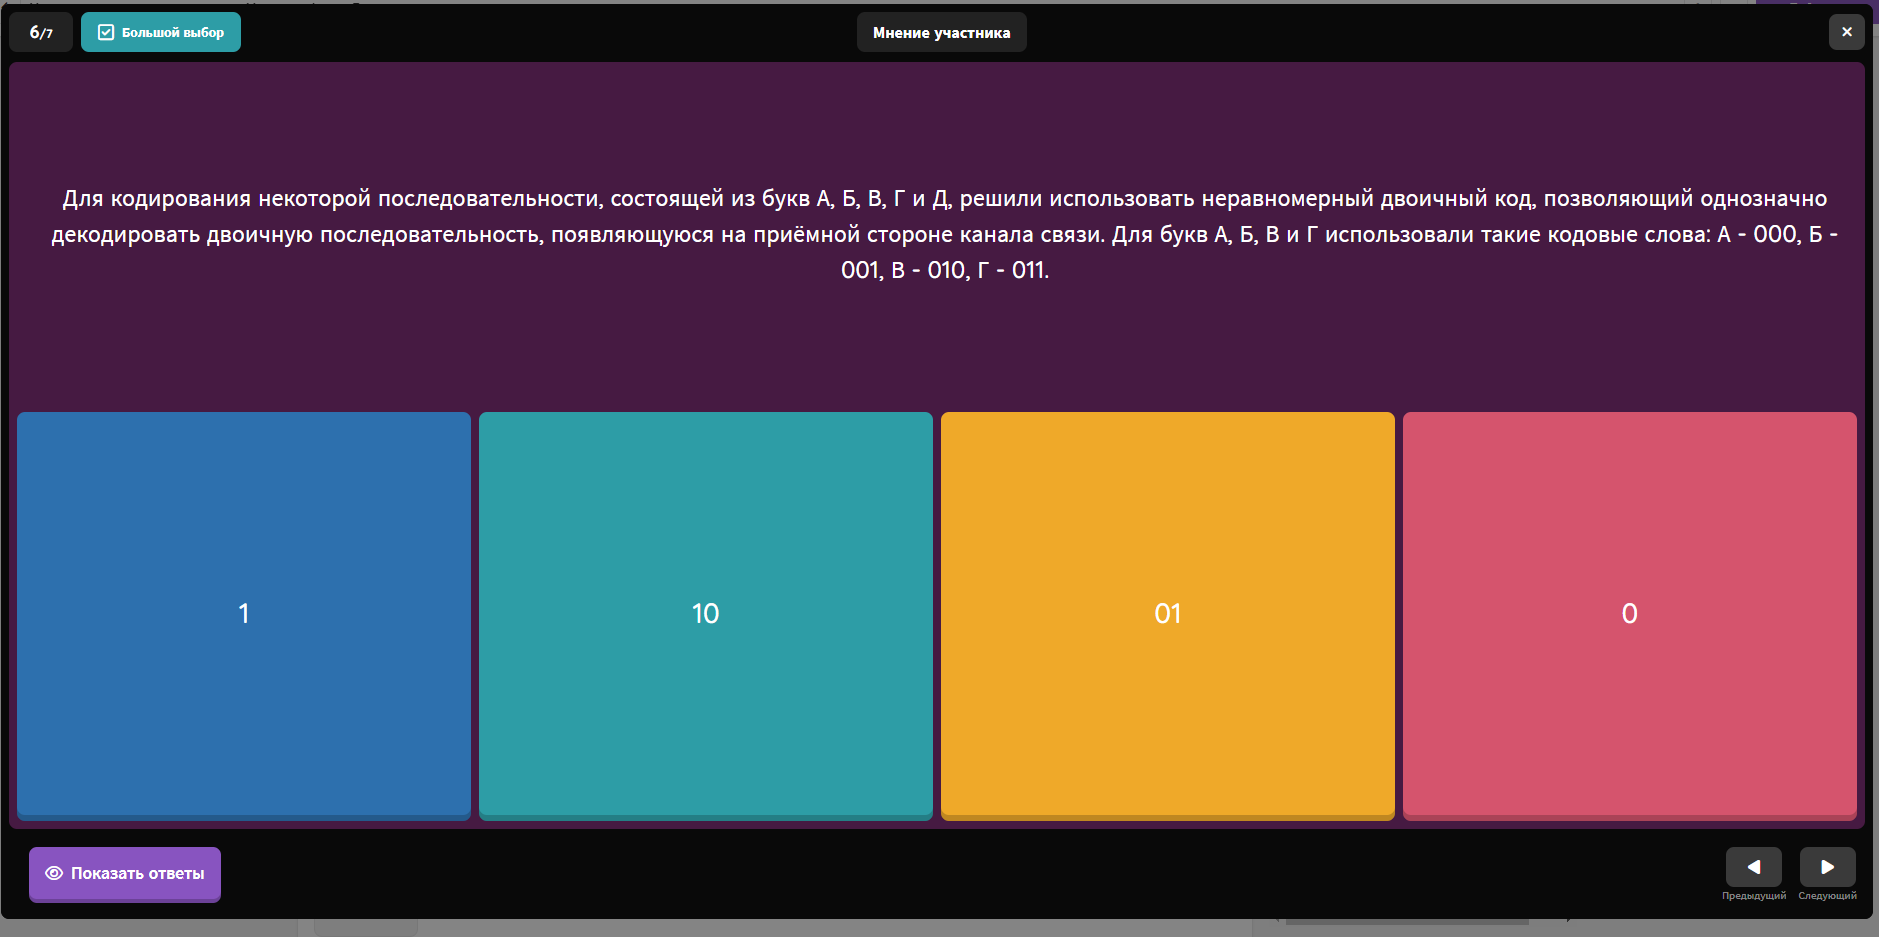 6/7
Большой выбор
Мнение участника
×
Для кодирования некоторой последовательности, состоящей из букв А, Б, В, Г и Д, решили использовать неравномерный двоичный код, позволяющий однозначно
декодировать двоичную последовательность, появляющуюся на приёмной стороне канала связи. Для букв А, Б, В и Г использовали такие кодовые слова: А - 000, Б -
001, В - 010, Г - 011.
1
10
01
0
Показать ответы
Предыдущий
Следующий